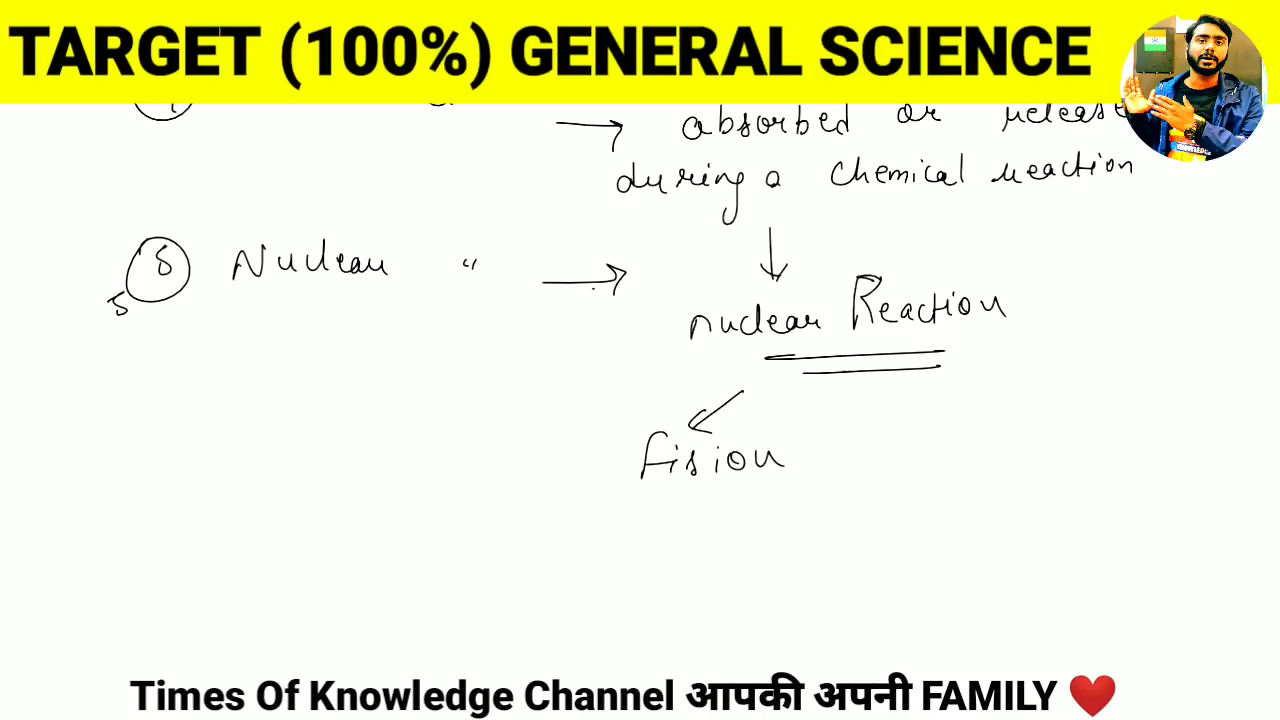 TARGET (100%) GENERAL SCIENCE
→ absorbed or release
during a chemical reaction
5 Nuclear " →
nuclear Reaction
fision
Times Of Knowledge Channel आपकी अपनी FAMILY ❤️